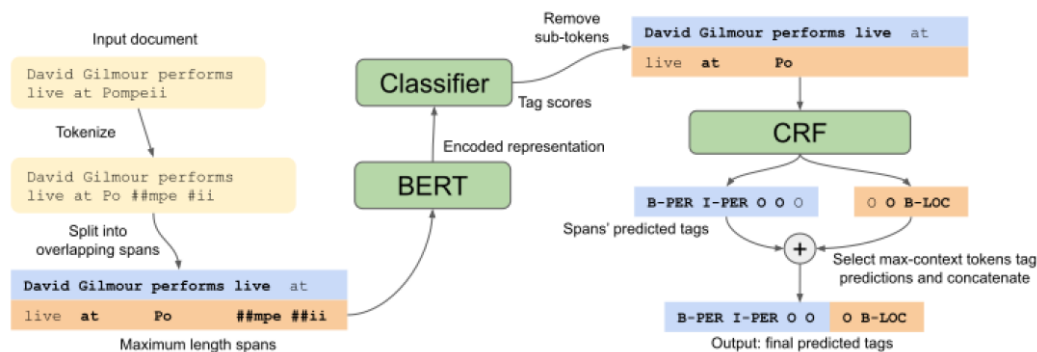 Input document
David Gilmour performs
live at Pompeii
Tokenize
David Gilmour performs
live at Po ##mpe #ii
Split into
overlapping spans
David Gilmour performs live at
live at Po ##mpe ##ii
Maximum length spans
BERT
Encoded representation
Classifier
Tag scores
Remove
sub-tokens
David Gilmour performs live at
live at Po
CRF
B-PER I-PER O O O
O O B-LOC
Spans' predicted tags
+
Select max-context tokens tag
predictions and concatenate
B-PER I-PER O O O B-LOC
Output: final predicted tags